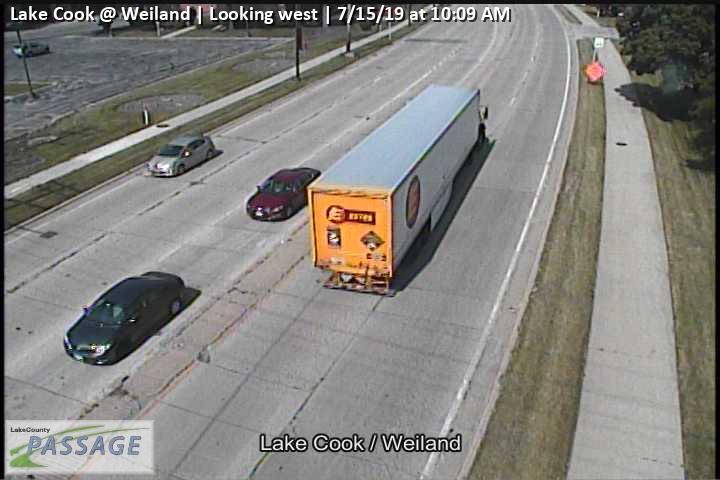 Lake Cook @ Weiland | Looking west | 7/15/19 at 10:09 AM
ESTES
Lake Cook / Weiland
LakeCounty
PASSAGE